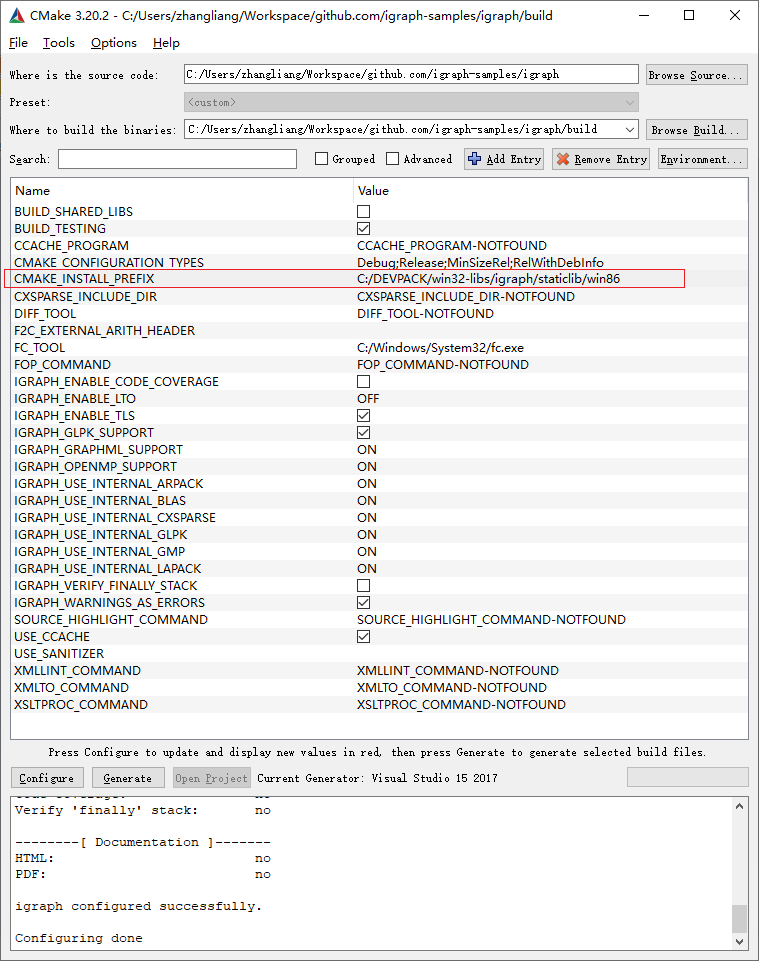 CMake 3.20.2 - C:/Users/zhangliang/Workspace/github.com/igraph-samples/igraph/build
File Tools Options Help
Where is the source code: C:/Users/zhangliang/Workspace/github.com/igraph-samples/igraph Browse Source...
Preset: <custom>
Where to build the binaries: C:/Users/zhangliang/Workspace/github.com/igraph-samples/igraph/build Browse Build...
Search: Grouped Advanced Add Entry Remove Entry Environment...
Name Value
BUILD_SHARED_LIBS
BUILD_TESTING
CCACHE_PROGRAM CCACHE_PROGRAM-NOTFOUND
CMAKE_CONFIGURATION_TYPES Debug;Release;MinSizeRel;RelWithDebInfo
CMAKE_INSTALL_PREFIX C:/DEVPACK/win32-libs/igraph/staticlib/win86
CXSPARSE_INCLUDE_DIR CXSPARSE_INCLUDE_DIR-NOTFOUND
DIFF_TOOL DIFF_TOOL-NOTFOUND
F2C_EXTERNAL_ARITH_HEADER
FC_TOOL C:/Windows/System32/fc.exe
FOP_COMMAND FOP_COMMAND-NOTFOUND
IGRAPH_ENABLE_CODE_COVERAGE
IGRAPH_ENABLE_LTO OFF
IGRAPH_ENABLE_TLS
IGRAPH_GLPK_SUPPORT
IGRAPH_GRAPHML_SUPPORT ON
IGRAPH_OPENMP_SUPPORT ON
IGRAPH_USE_INTERNAL_ARPACK ON
IGRAPH_USE_INTERNAL_BLAS ON
IGRAPH_USE_INTERNAL_CXSPARSE ON
IGRAPH_USE_INTERNAL_GLPK ON
IGRAPH_USE_INTERNAL_GMP ON
IGRAPH_USE_INTERNAL_LAPACK ON
IGRAPH_VERIFY_FINALLY_STACK
IGRAPH_WARNINGS_AS_ERRORS
SOURCE_HIGHLIGHT_COMMAND SOURCE_HIGHLIGHT_COMMAND-NOTFOUND
USE_CCACHE
USE_SANITIZER
XMLLINT_COMMAND XMLLINT_COMMAND-NOTFOUND
XMLTO_COMMAND XMLTO_COMMAND-NOTFOUND
XSLTPROC_COMMAND XSLTPROC_COMMAND-NOTFOUND
Press Configure to update and display new values in red, then press Generate to generate selected build files.
Configure Generate Open Project Current Generator: Visual Studio 15 2017
Verify 'finally' stack: no
--------[ Documentation ]-------
HTML: no
PDF: no
igraph configured successfully.
Configuring done